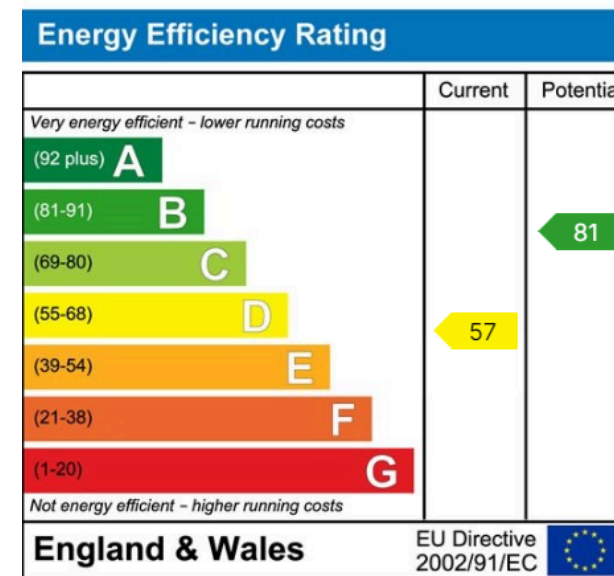 Energy Efficiency Rating
Current Potentia
Very energy efficient – lower running costs
(92 plus) A
(81-91) B
81
(69-80) C
(55-68) D
57
(39-54) E
(21-38) F
(1-20) G
Not energy efficient – higher running costs
England & Wales
EU Directive
2002/91/EC